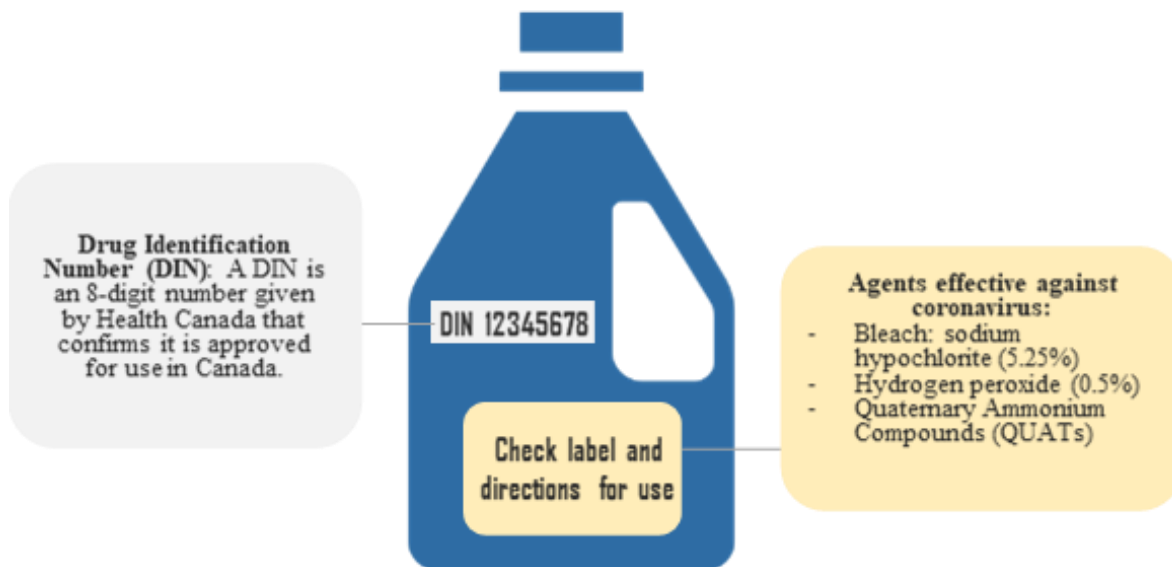 Drug Identification
Number (DIN): A DIN is
an 8-digit number given
by Health Canada that
confirms it is approved
for use in Canada.
DIN 12345678
Check label and
directions for use
Agents effective against
coronavirus:
- Bleach: sodium
hypochlorite (5.25%)
- Hydrogen peroxide (0.5%)
- Quaternary Ammonium
Compounds (QUATs)